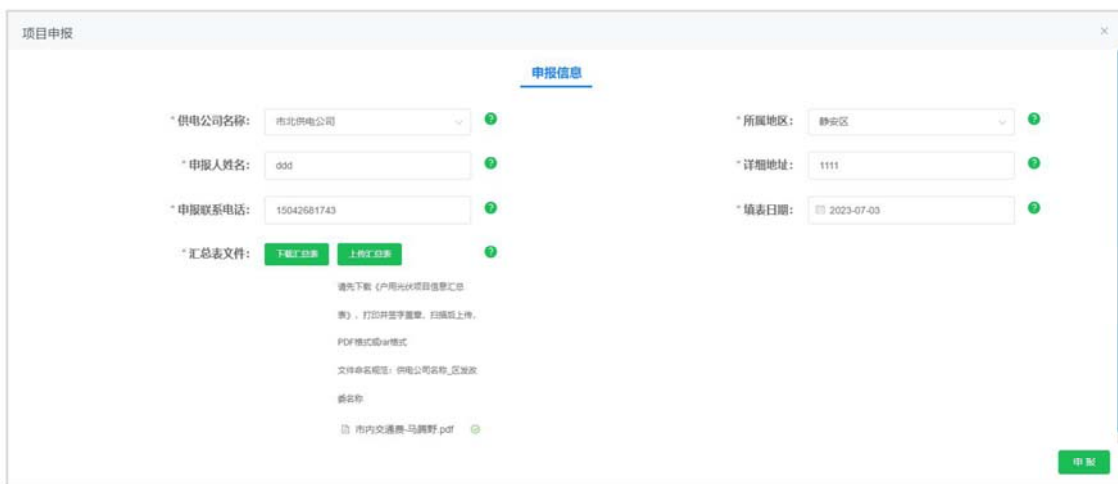 项目申报
申报信息
*供电公司名称： 市北供电公司
*所属地区： 静安区
*申报人姓名： ddd
*详细地址： 1111
*申报联系电话： 15042681743
*填表日期： 2023-07-03
*汇总表文件： 下载汇总表 上传汇总表
请先下载《户用光伏项目信息汇总
表》，打印并签字盖章，扫描后上传，
PDF格式或rar格式
文件命名规范：供电公司名称_区发改
委名称
市内交通费-马腾野.pdf
申报